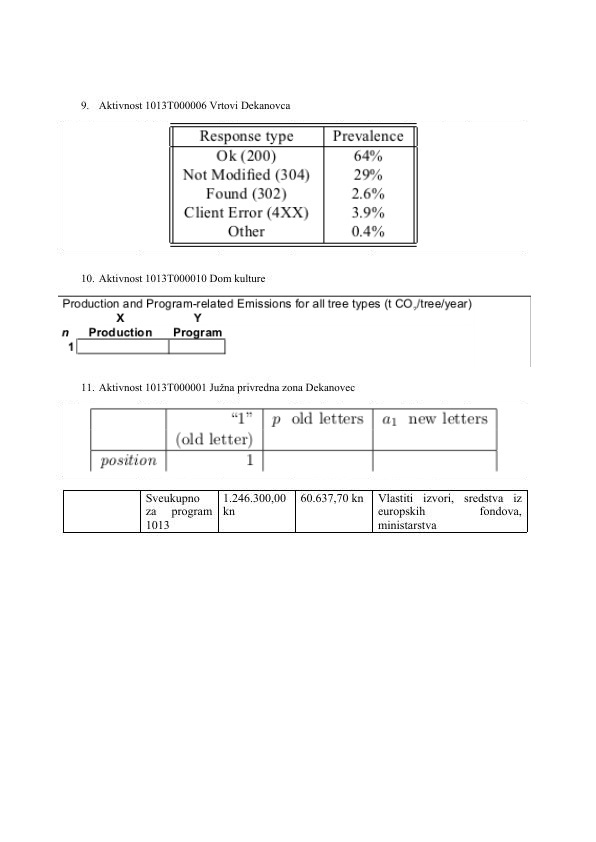 9. Aktivnost 1013T000006 Vrtovi Dekanovca
Response type Prevalence
Ok (200) 64%
Not Modified (304) 29%
Found (302) 2.6%
Client Error (4XX) 3.9%
Other 0.4%
10. Aktivnost 1013T000010 Dom kulture
Production and Program-related Emissions for all tree types (t CO2/tree/year)
X Y
n Production Program
1
11. Aktivnost 1013T000001 Južna privredna zona Dekanovec
“1” p old letters a1 new letters
(old letter)
position 1
Sveukupno 1.246.300,00 60.637,70 kn Vlastiti izvori, sredstva iz
za program kn europskih fondova,
1013 ministarstva